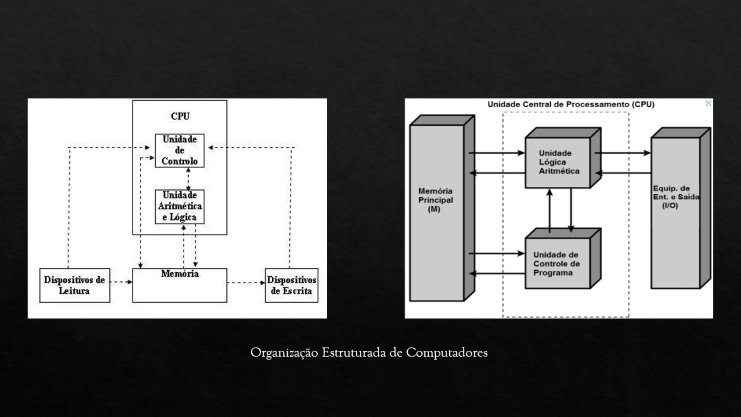 CPU
Unidade
de
Controlo
Unidade
Aritmética
e Lógica
Memória
Dispositivos de
Leitura
Dispositivos
de Escrita
Unidade Central de Processamento (CPU)
Memória
Principal
(M)
Unidade
Lógica
Aritmética
Unidade de
Controle de
Programa
Equip. de
Ent. e Saida
(I/O)
Organização Estruturada de Computadores